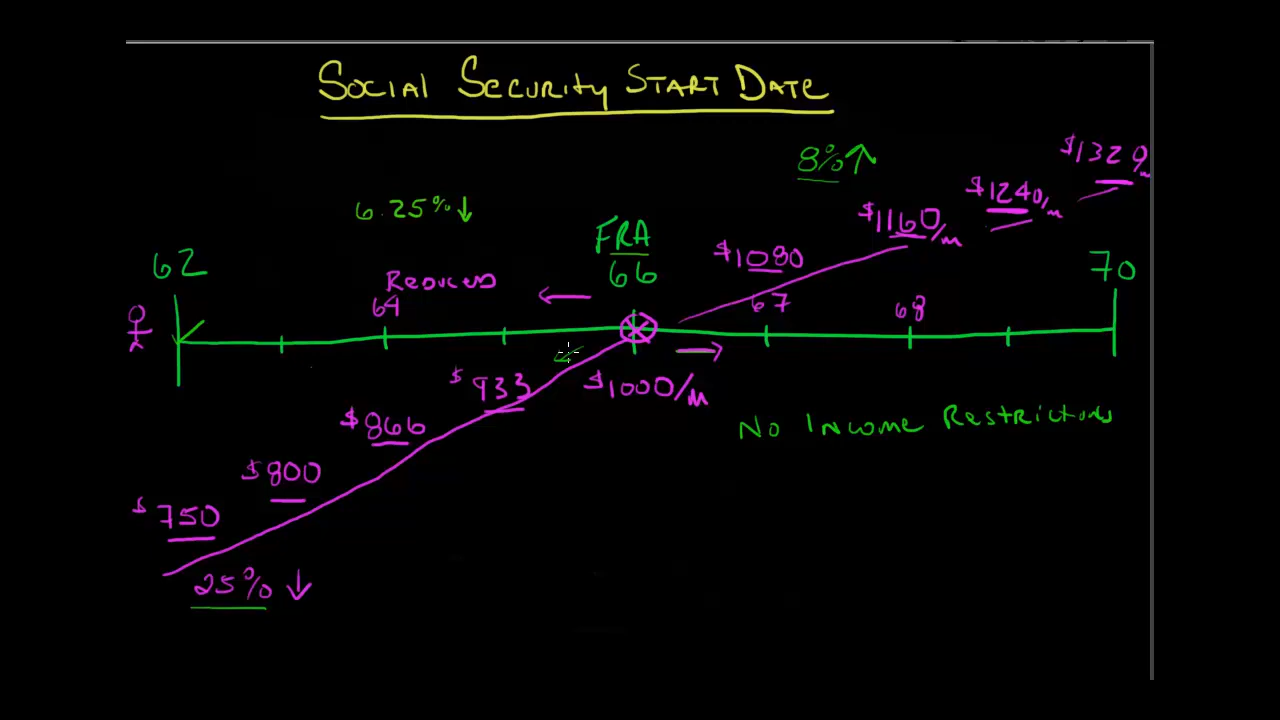 Social Security Start Date
8%↑
$1329/m
6.25%↓
$1240/m
$1160/m
FRA
66
$1080
62
70
Reduced
64
67
68
$933
$1000/m
$866
No Income Restrictions
$800
$750
25%↓